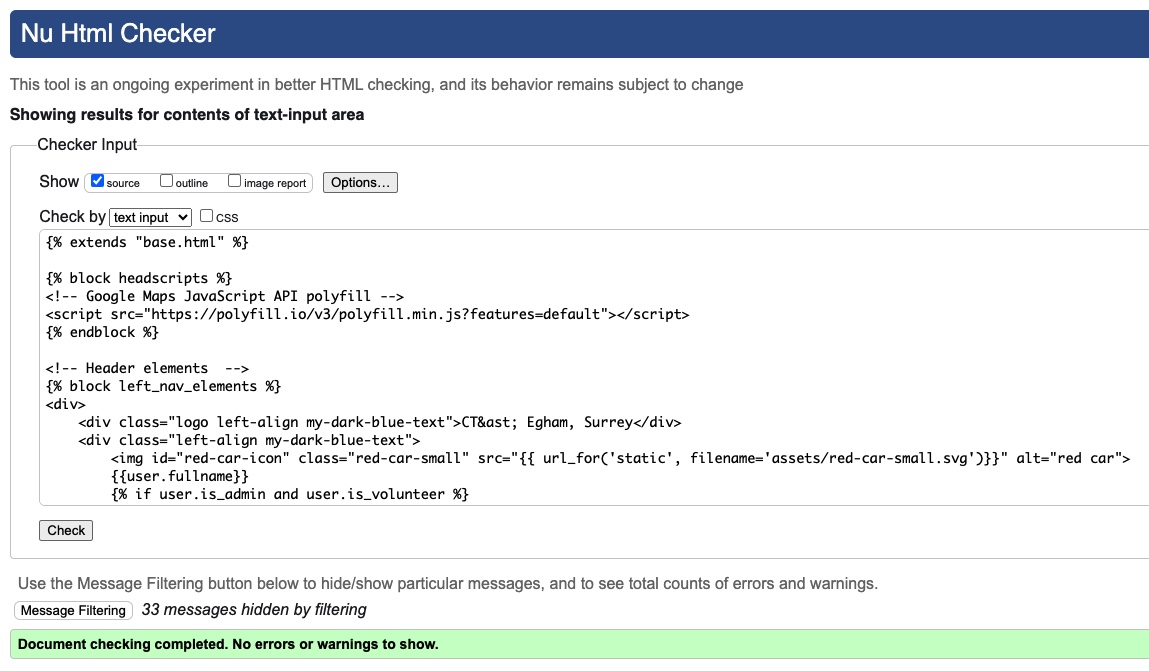 Nu Html Checker
This tool is an ongoing experiment in better HTML checking, and its behavior remains subject to change
Showing results for contents of text-input area
Checker Input
Show source outline image report Options...
Check by text input css
{% extends "base.html" %}
{% block headscripts %}
<!-- Google Maps JavaScript API polyfill -->
<script src="https://polyfill.io/v3/polyfill.min.js?features=default"></script>
{% endblock %}
<!-- Header elements  -->
{% block left_nav_elements %}
<div>
    <div class="logo left-align my-dark-blue-text">CT&ast; Egham, Surrey</div>
    <div class="left-align my-dark-blue-text">
        <img id="red-car-icon" class="red-car-small" src="{{ url_for('static', filename='assets/red-car-small.svg')}}" alt="red car">
        {{user.fullname}}
        {% if user.is_admin and user.is_volunteer %}
Check
Use the Message Filtering button below to hide/show particular messages, and to see total counts of errors and warnings.
Message Filtering 33 messages hidden by filtering
Document checking completed. No errors or warnings to show.